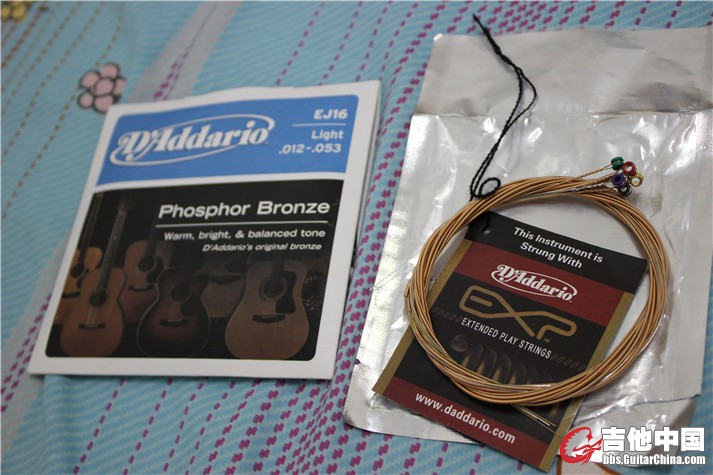 D'Addario
EJ16
Light
.012-.053
Phosphor Bronze
Warm, bright, & balanced tone
D'Addario's original bronze
This Instrument is
Strung With
D'Addario
EXP
EXTENDED PLAY STRINGS
www.daddario.com
吉他中国
bbs.GuitarChina.com